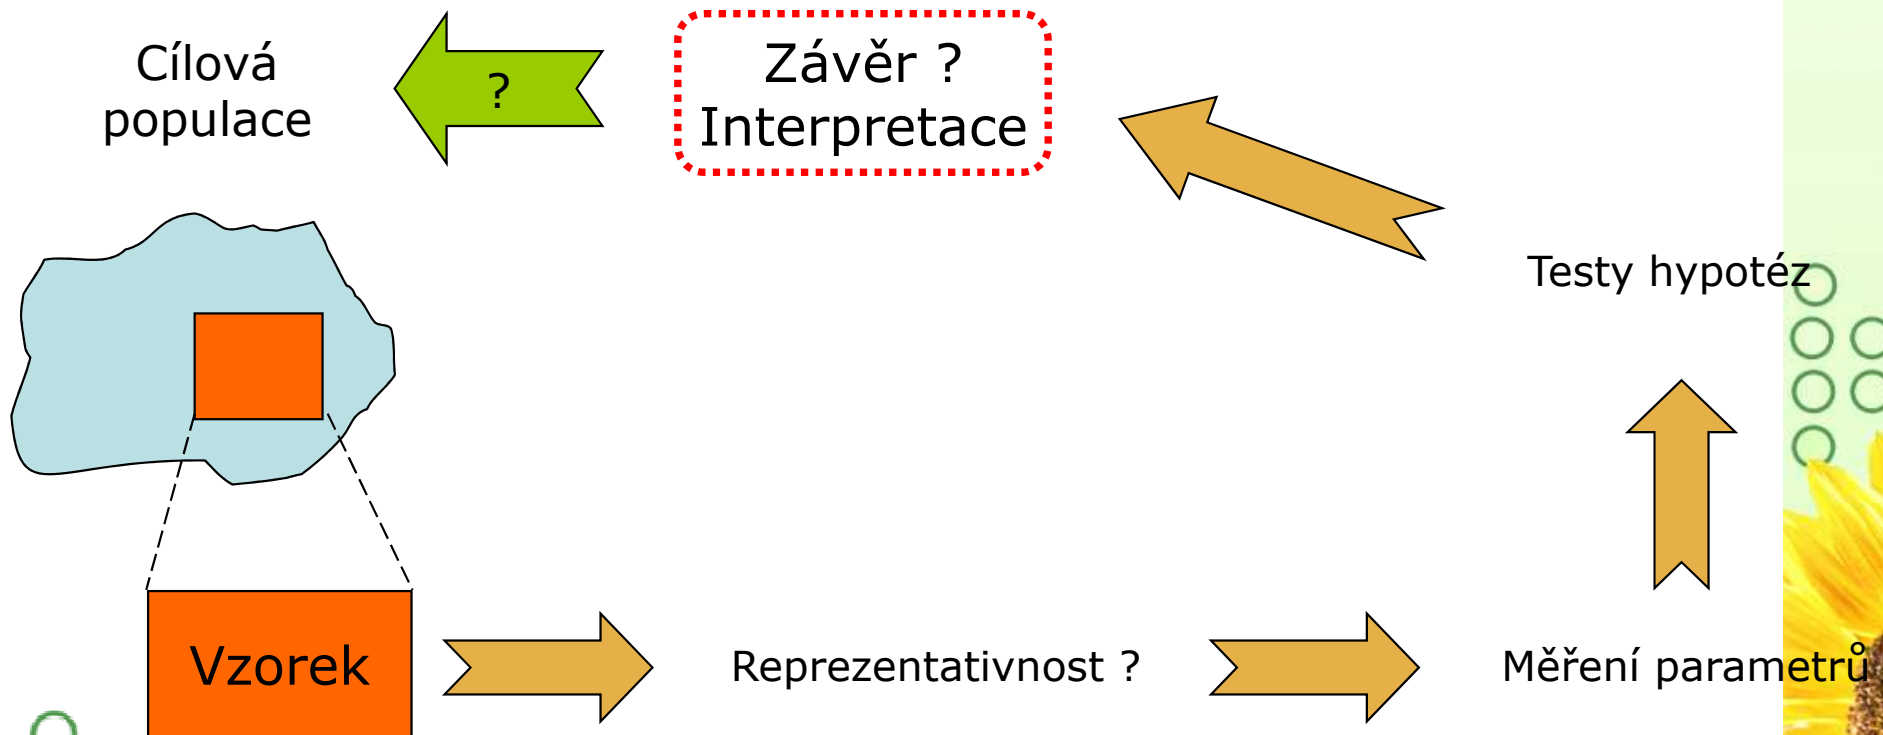 Cílová
populace
?
Závěr ?
Interpretace
Testy hypotéz
Vzorek
Reprezentativnost ?
Měření parametrů